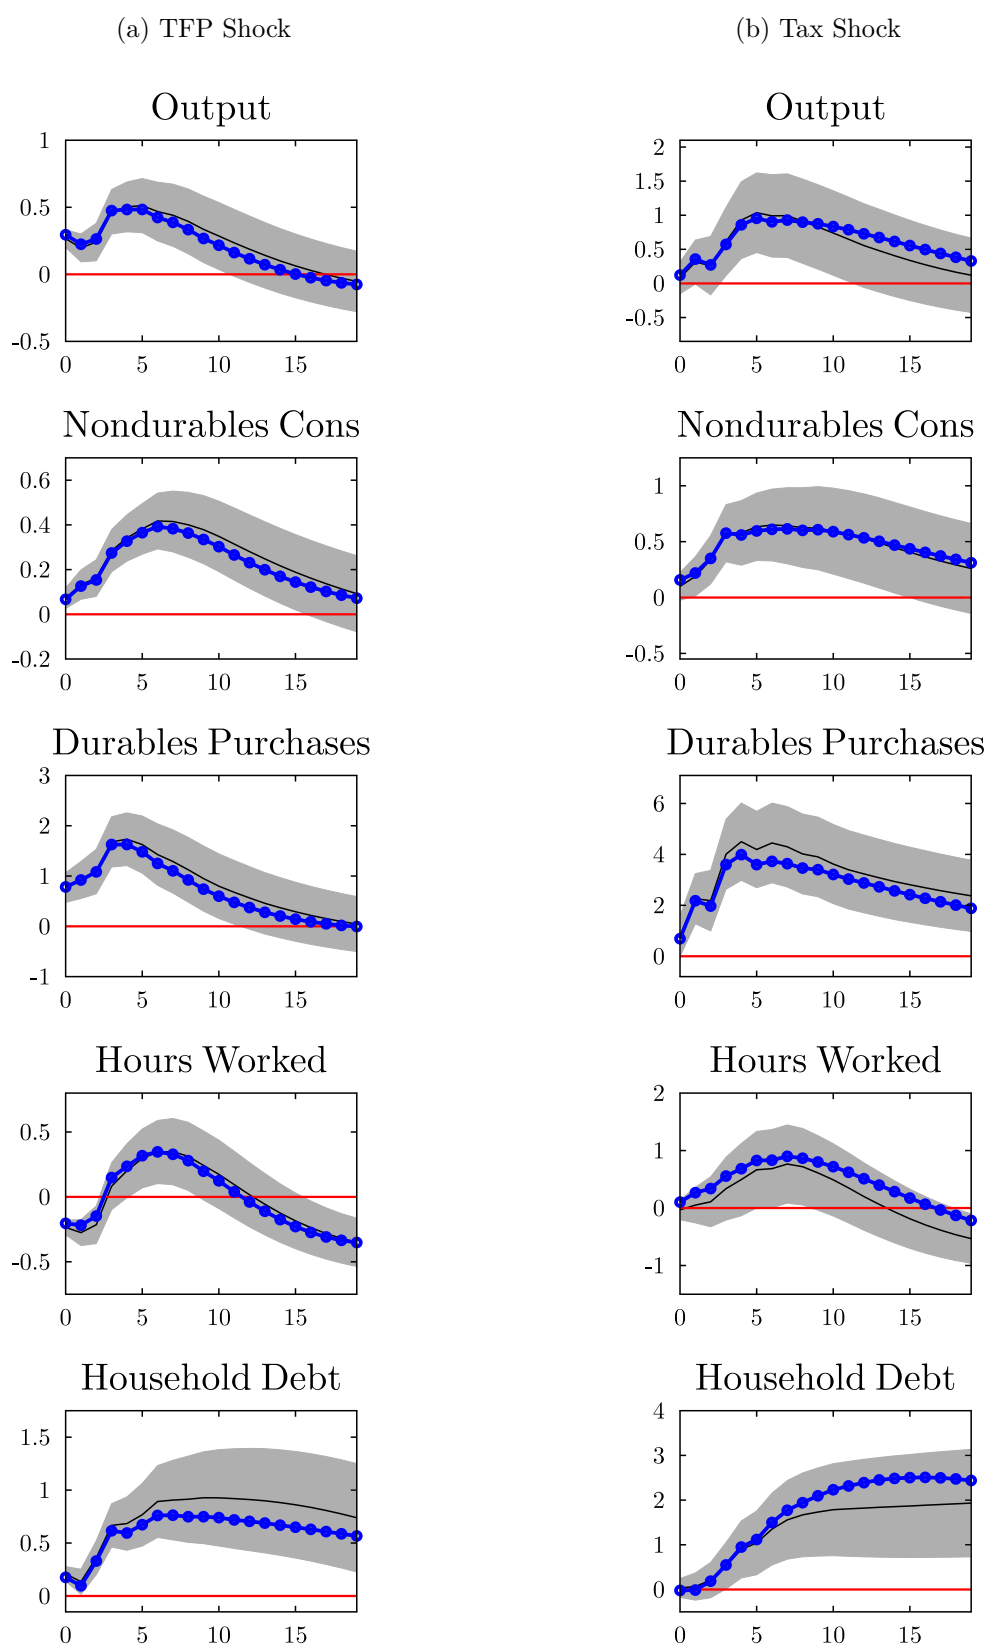 (a) TFP Shock
(b) Tax Shock
Output
1
0.5
0
-0.5
0 5 10 15
Output
2
1.5
1
0.5
0
-0.5
0 5 10 15
Nondurables Cons
0.6
0.4
0.2
0
-0.2
0 5 10 15
Nondurables Cons
1
0.5
0
-0.5
0 5 10 15
Durables Purchases
3
2
1
0
-1
0 5 10 15
Durables Purchases
6
4
2
0
0 5 10 15
Hours Worked
0.5
0
-0.5
0 5 10 15
Hours Worked
2
1
0
-1
0 5 10 15
Household Debt
1.5
1
0.5
0
0 5 10 15
Household Debt
4
3
2
1
0
0 5 10 15